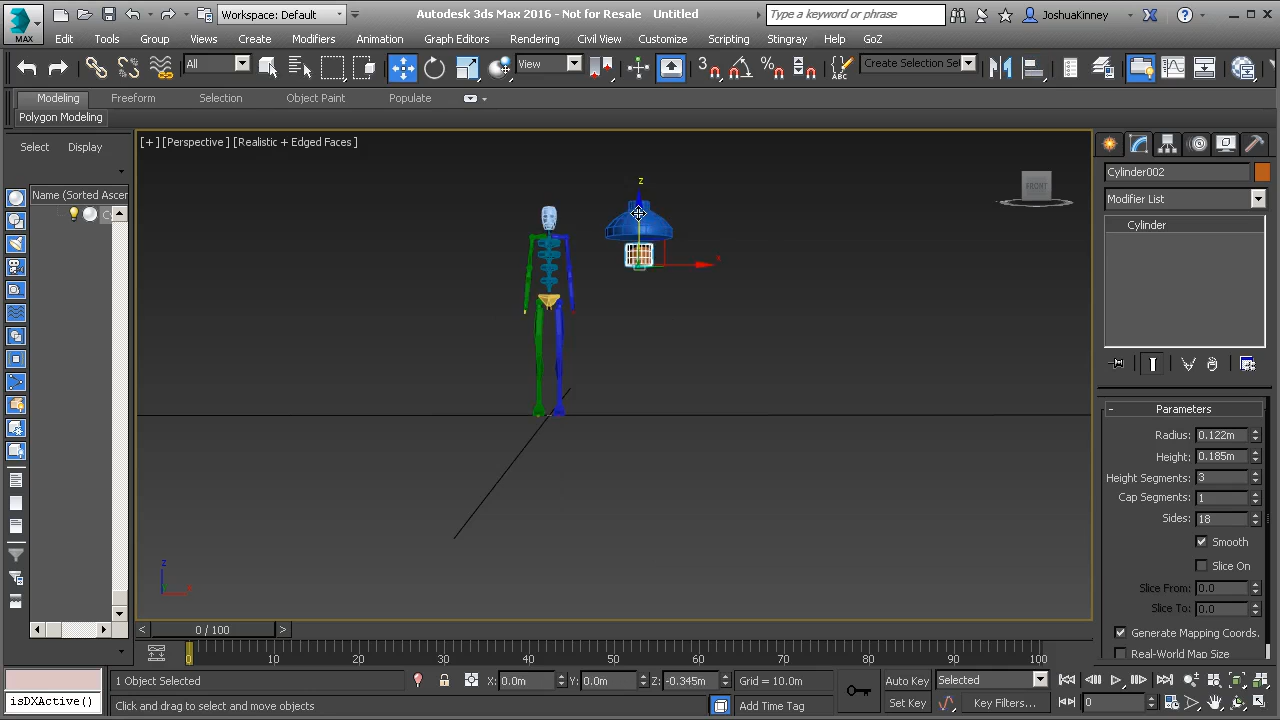 MAX
Workspace: Default
Autodesk 3ds Max 2016 - Not for Resale    Untitled
Type a keyword or phrase
JoshuaKinney
Edit Tools Group Views Create Modifiers Animation Graph Editors Rendering Civil View Customize Scripting Stingray Help GoZ
All
View
3
Create Selection Se
Modeling Freeform Selection Object Paint Populate
Polygon Modeling
Select Display
[+] [Perspective] [Realistic + Edged Faces]
Name (Sorted Ascen
z
FRONT
x
Cylinder002
Modifier List
Cylinder
- Parameters
Radius: 0.122m
Height: 0.185m
Height Segments: 3
Cap Segments: 1
Sides: 18
Smooth
Slice On
Slice From: 0.0
Slice To: 0.0
Generate Mapping Coords.
Real-World Map Size
z
< 0 / 100 >
0 10 20 30 40 50 60 70 80 90 100
1 Object Selected
X: 0.0m Y: 0.0m Z: -0.345m Grid = 10.0m
Auto Key Selected
isDXActive()
Click and drag to select and move objects
Add Time Tag
Set Key Key Filters...
0